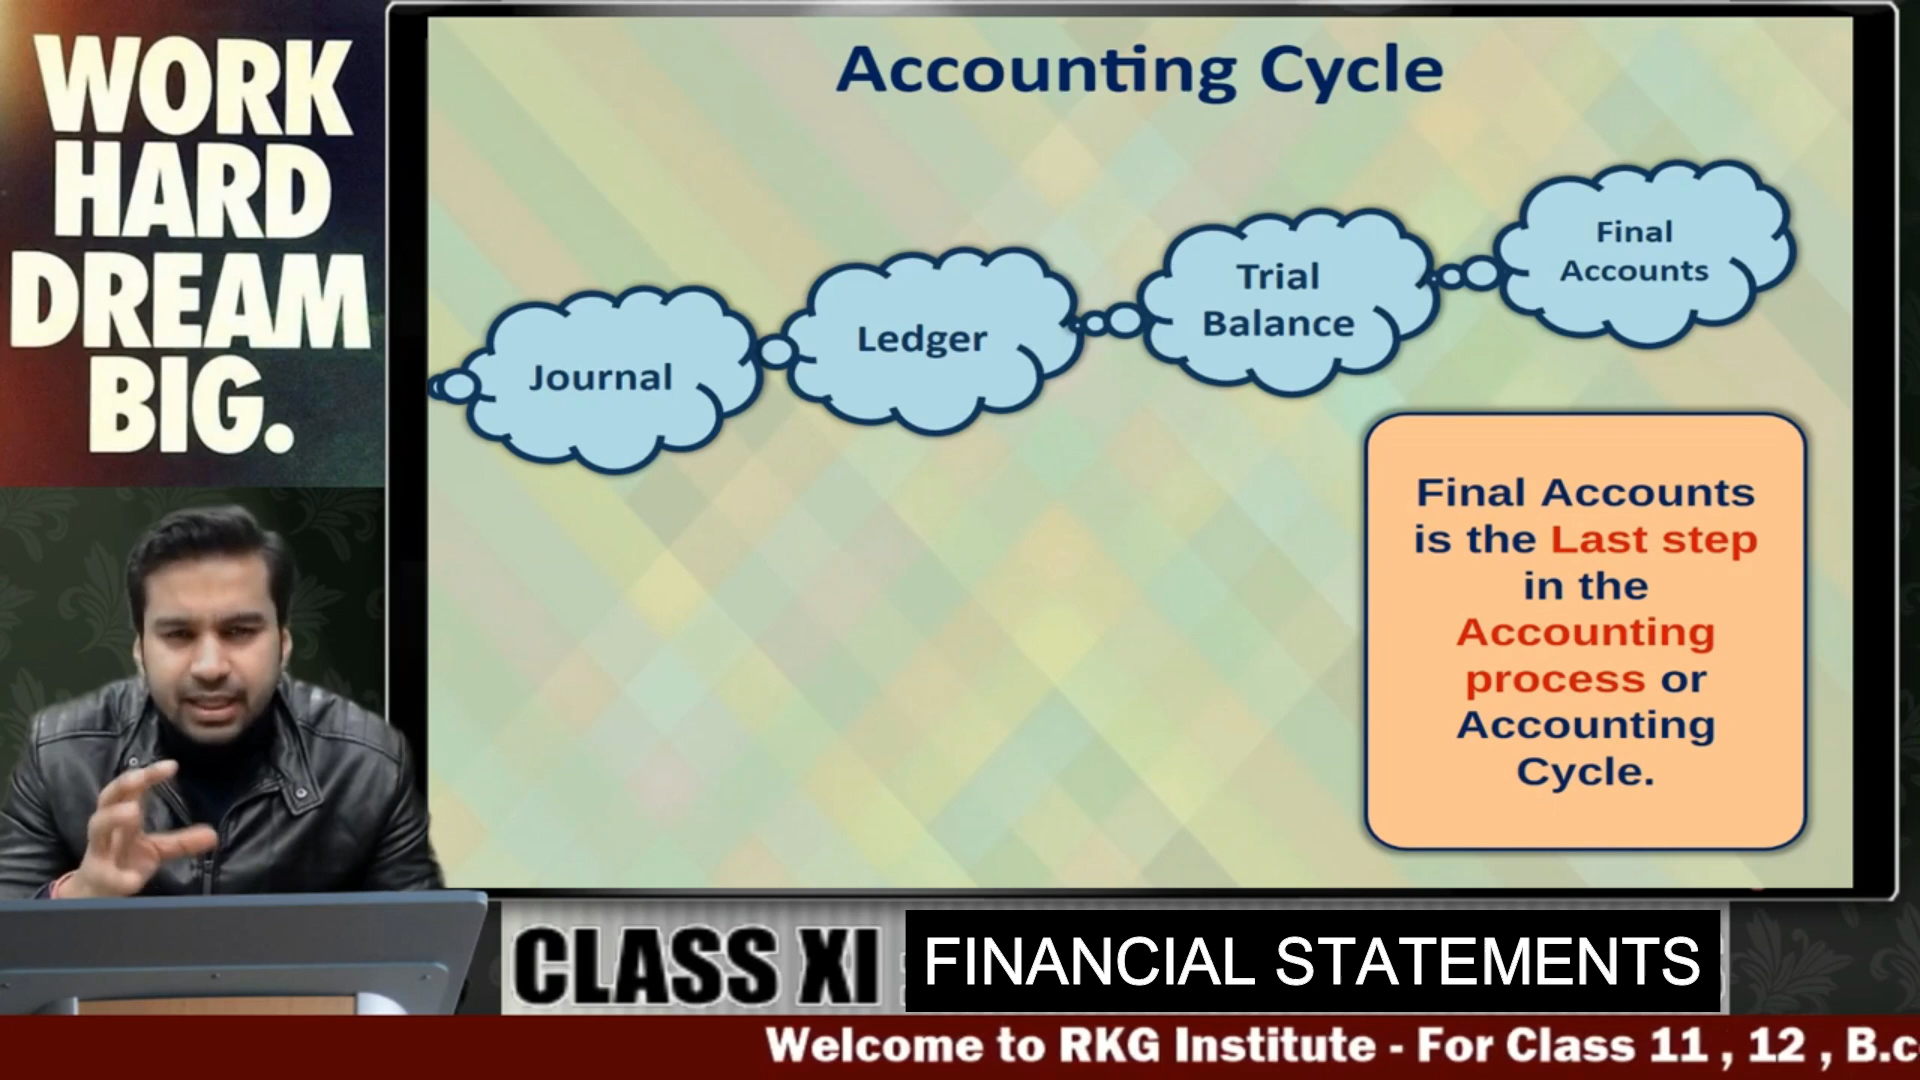 WORK
HARD
DREAM
BIG.
Accounting Cycle
Journal
Ledger
Trial
Balance
Final
Accounts
Final Accounts
is the Last step
in the
Accounting
process or
Accounting
Cycle.
CLASS XI
FINANCIAL STATEMENTS
Welcome to RKG Institute - For Class 11 , 12 , B.c